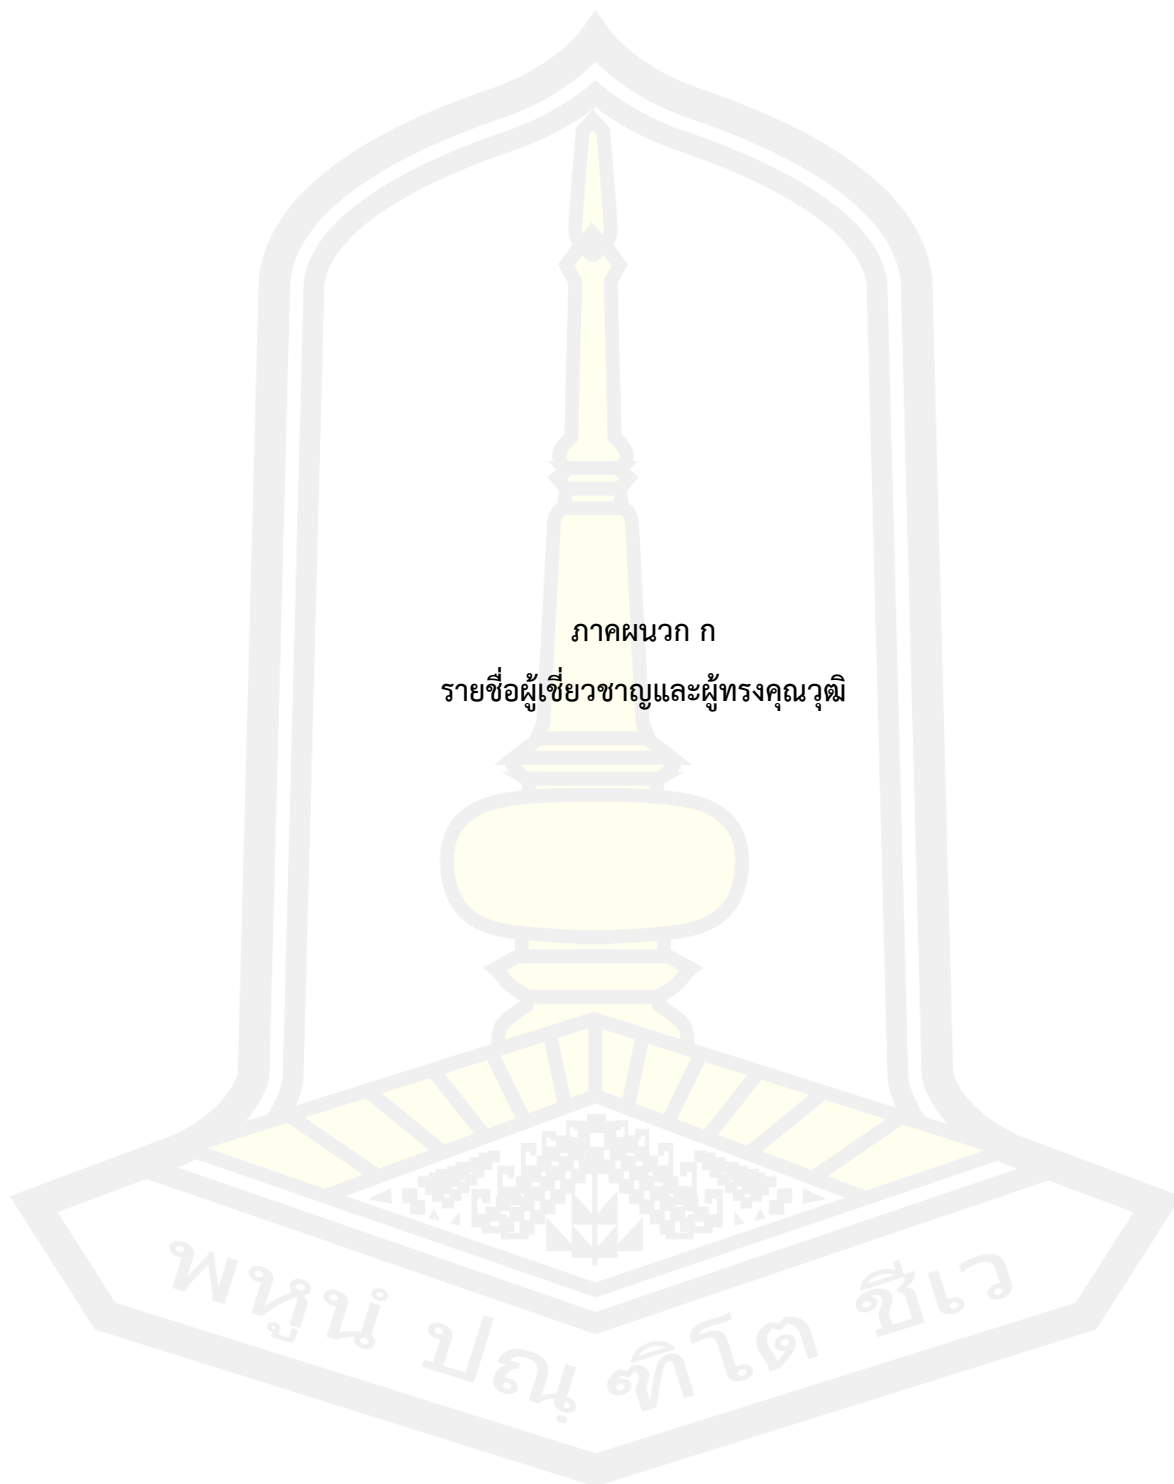 ภาคผนวก ก
รายชื่อผู้เชี่ยวชาญและผู้ทรงคุณวุฒิ
พหูนํ ปณฺฑิโต ชีเว